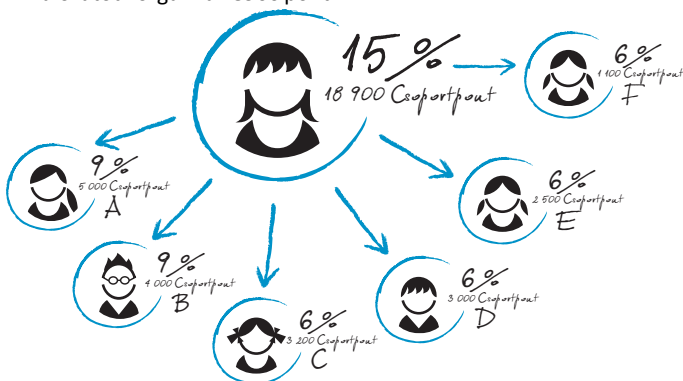 15 %
18 900 Csoportpont
6 %
1 100 Csoportpont
F
9 %
5 000 Csoportpont
A
6 %
2 500 Csoportpont
E
9 %
4 000 Csoportpont
B
6 %
3 000 Csoportpont
D
6 %
3 200 Csoportpont
C